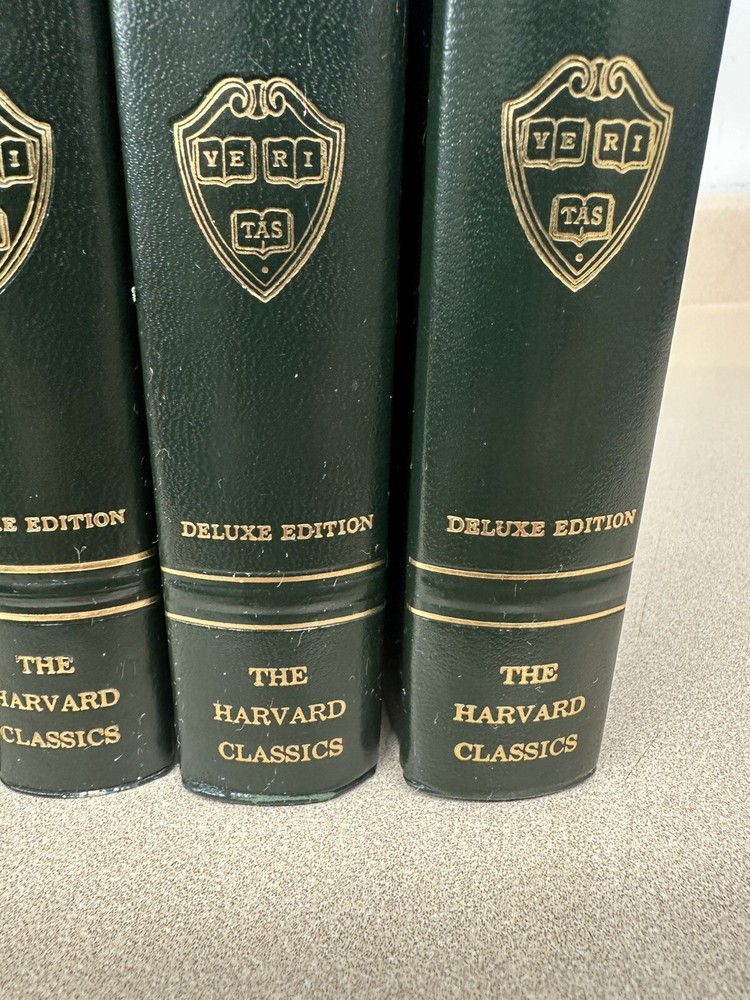 I
VE RI
TAS
VE RI
TAS
EDITION
DELUXE EDITION
DELUXE EDITION
THE
HARVARD
CLASSICS
THE
HARVARD
CLASSICS
THE
HARVARD
CLASSICS